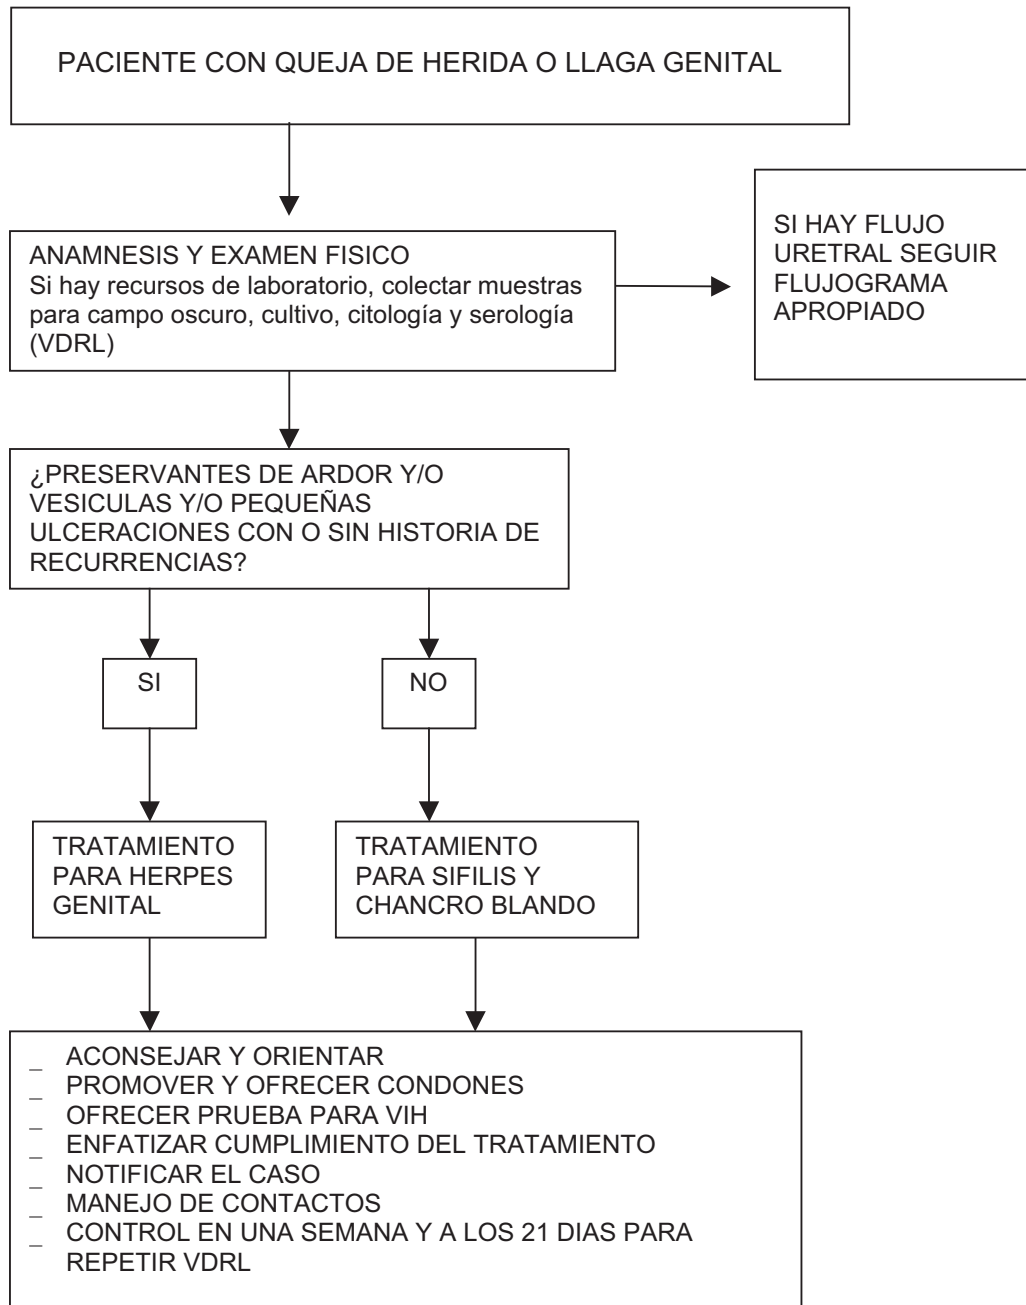 PACIENTE CON QUEJA DE HERIDA O LLAGA GENITAL
ANAMNESIS Y EXAMEN FISICO
Si hay recursos de laboratorio, colectar muestras
para campo oscuro, cultivo, citología y serología
(VDRL)
SI HAY FLUJO
URETRAL SEGUIR
FLUJOGRAMA
APROPIADO
¿PRESERVANTES DE ARDOR Y/O
VESICULAS Y/O PEQUEÑAS
ULCERACIONES CON O SIN HISTORIA DE
RECURRENCIAS?
SI
NO
TRATAMIENTO
PARA HERPES
GENITAL
TRATAMIENTO
PARA SIFILIS Y
CHANCRO BLANDO
_ ACONSEJAR Y ORIENTAR
_ PROMOVER Y OFRECER CONDONES
_ OFRECER PRUEBA PARA VIH
_ ENFATIZAR CUMPLIMIENTO DEL TRATAMIENTO
_ NOTIFICAR EL CASO
_ MANEJO DE CONTACTOS
_ CONTROL EN UNA SEMANA Y A LOS 21 DIAS PARA
REPETIR VDRL